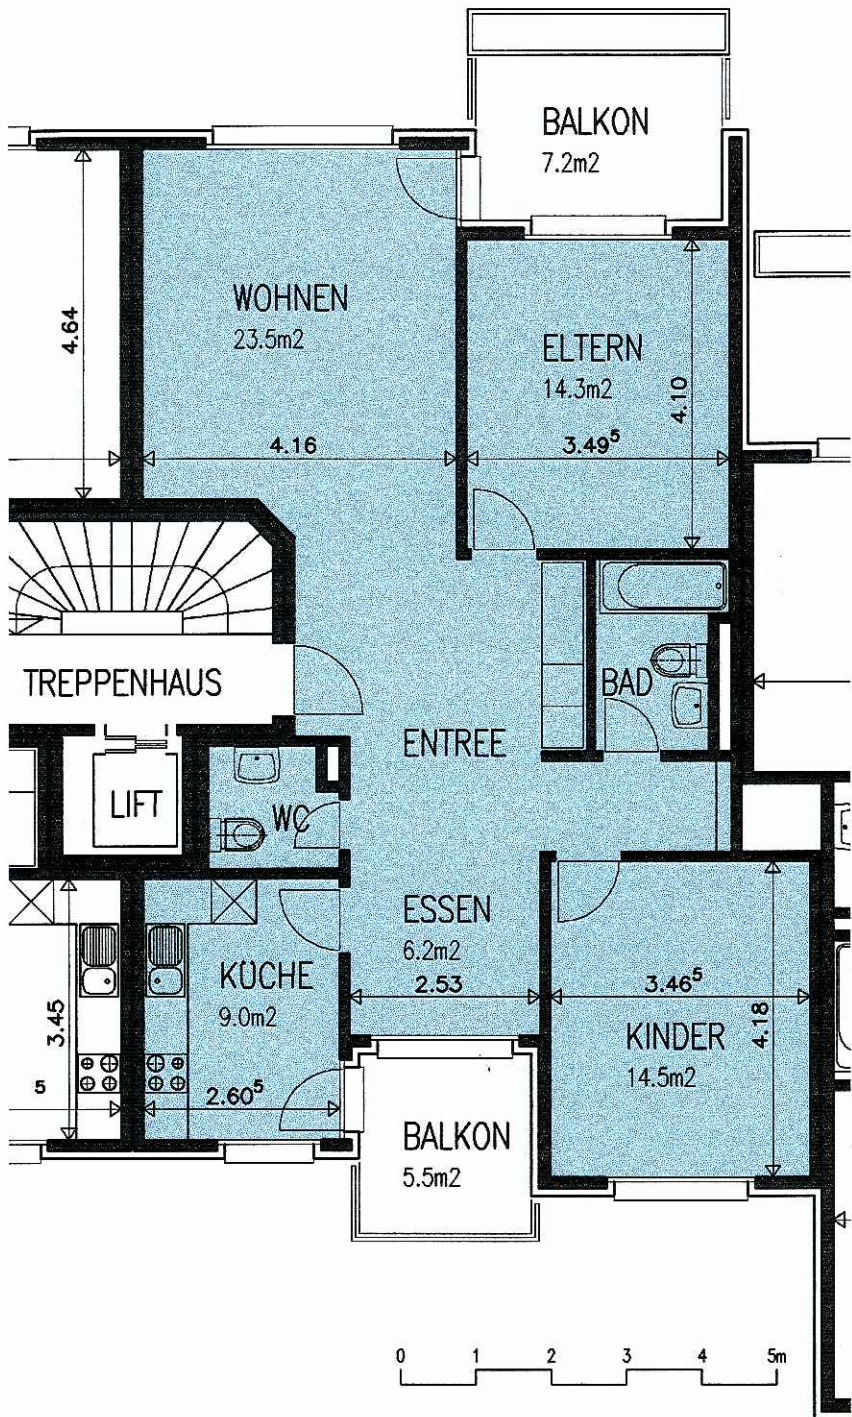 BALKON
7.2m2
WOHNEN
23.5m2
4.64
ELTERN
14.3m2
4.10
4.16
3.49⁵
TREPPENHAUS
BAD
ENTREE
LIFT
WC
ESSEN
6.2m2
2.53
KÜCHE
9.0m2
3.45
3.46⁵
4.18
KINDER
14.5m2
5
2.60⁵
BALKON
5.5m2
0 1 2 3 4 5m